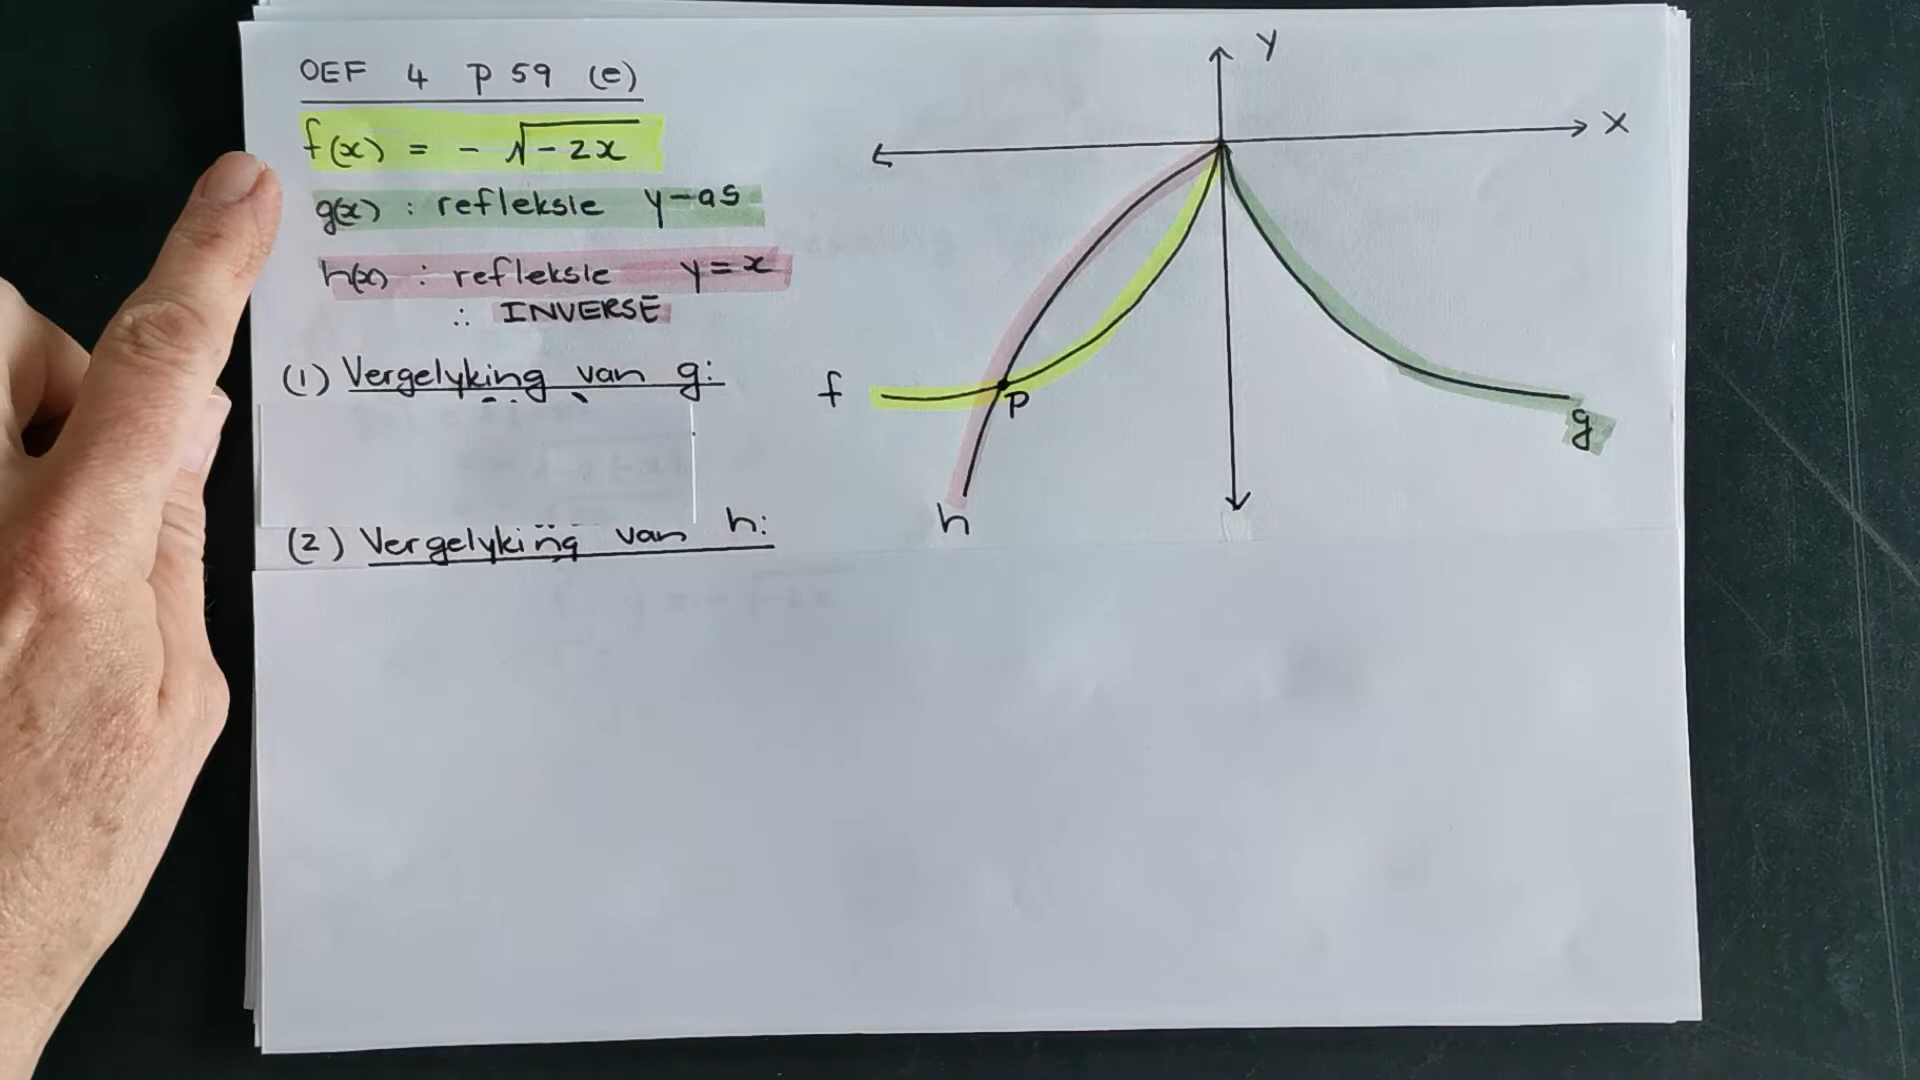 OEF 4 p 59 (e)
f(x) = - √-2x
g(x) : refleksie y-as
h(x) : refleksie y = x
∴ INVERSE
(1) Vergelyking van g:
(2) Vergelyking van h:
y
x
f
P
g
h